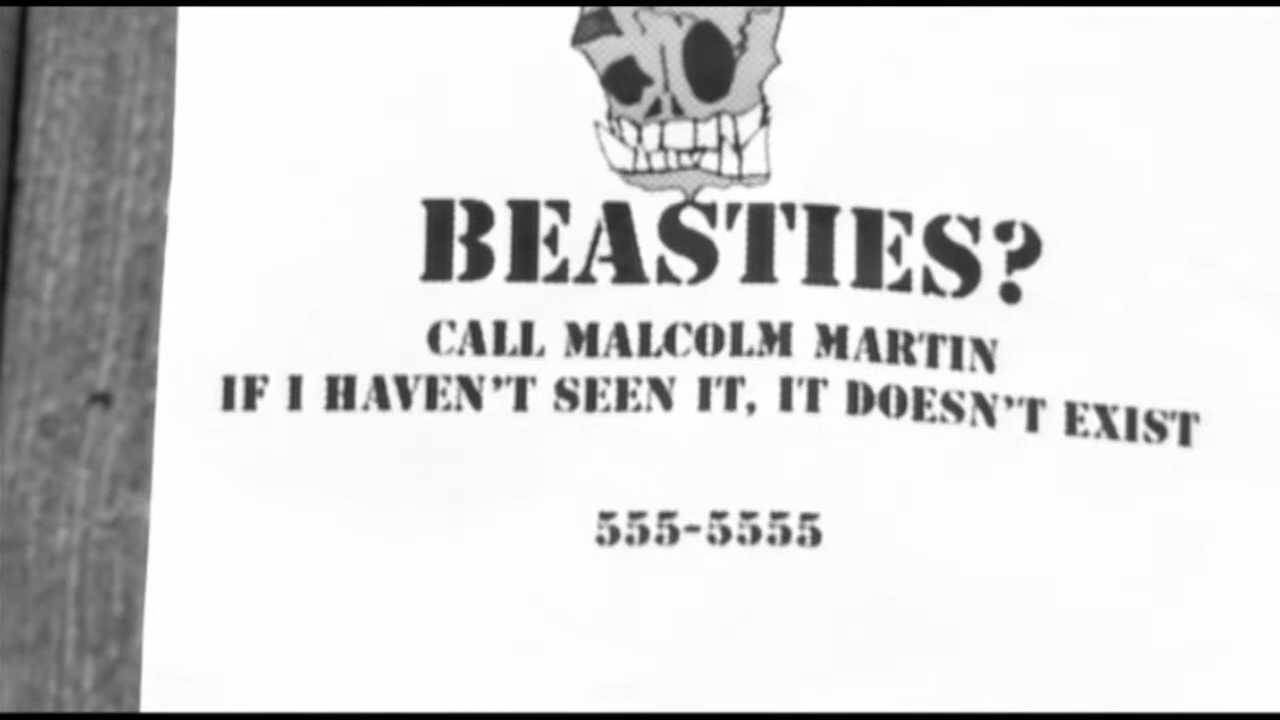 BEASTIES?
CALL MALCOLM MARTIN
IF I HAVEN'T SEEN IT, IT DOESN'T EXIST
555-5555